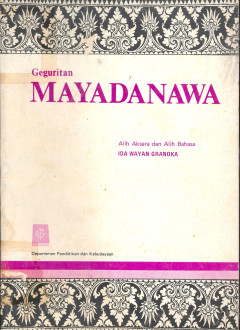 Geguritan
MAYADANAWA
Alih Aksara dan Alih Bahasa
IDA WAYAN GRANOKA
Departemen Pendidikan dan Kebudayaan